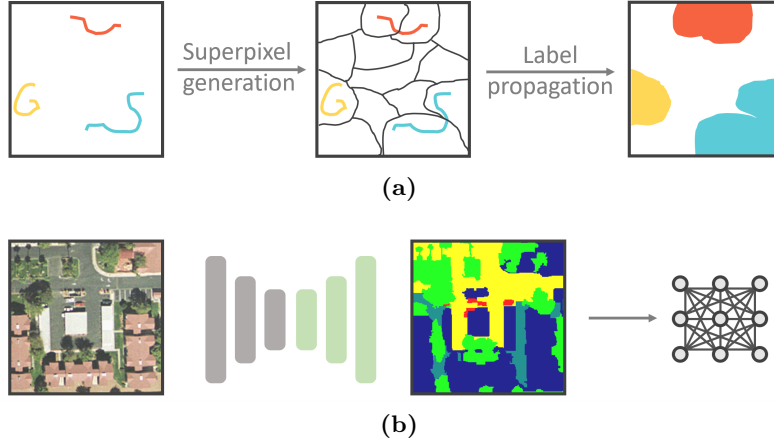 Superpixel
generation
Label
propagation
(a)
(b)